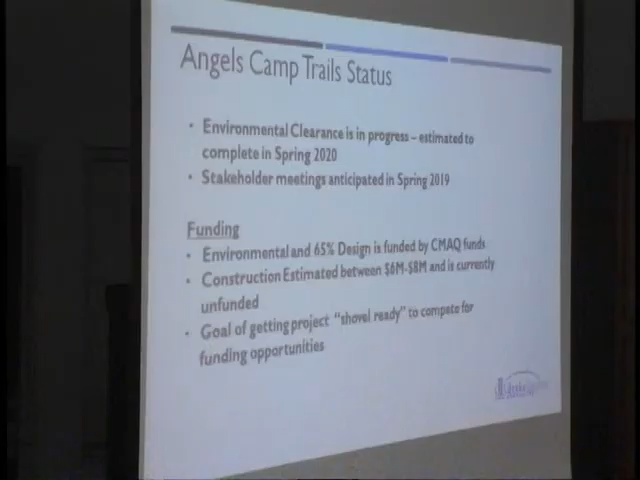 Angels Camp Trails Status
• Environmental Clearance is in progress – estimated to
complete in Spring 2020
• Stakeholder meetings anticipated in Spring 2019
Funding
• Environmental and 65% Design is funded by CMAQ funds
• Construction Estimated between $6M-$8M and is currently
unfunded
• Goal of getting project "shovel ready" to compete for
funding opportunities